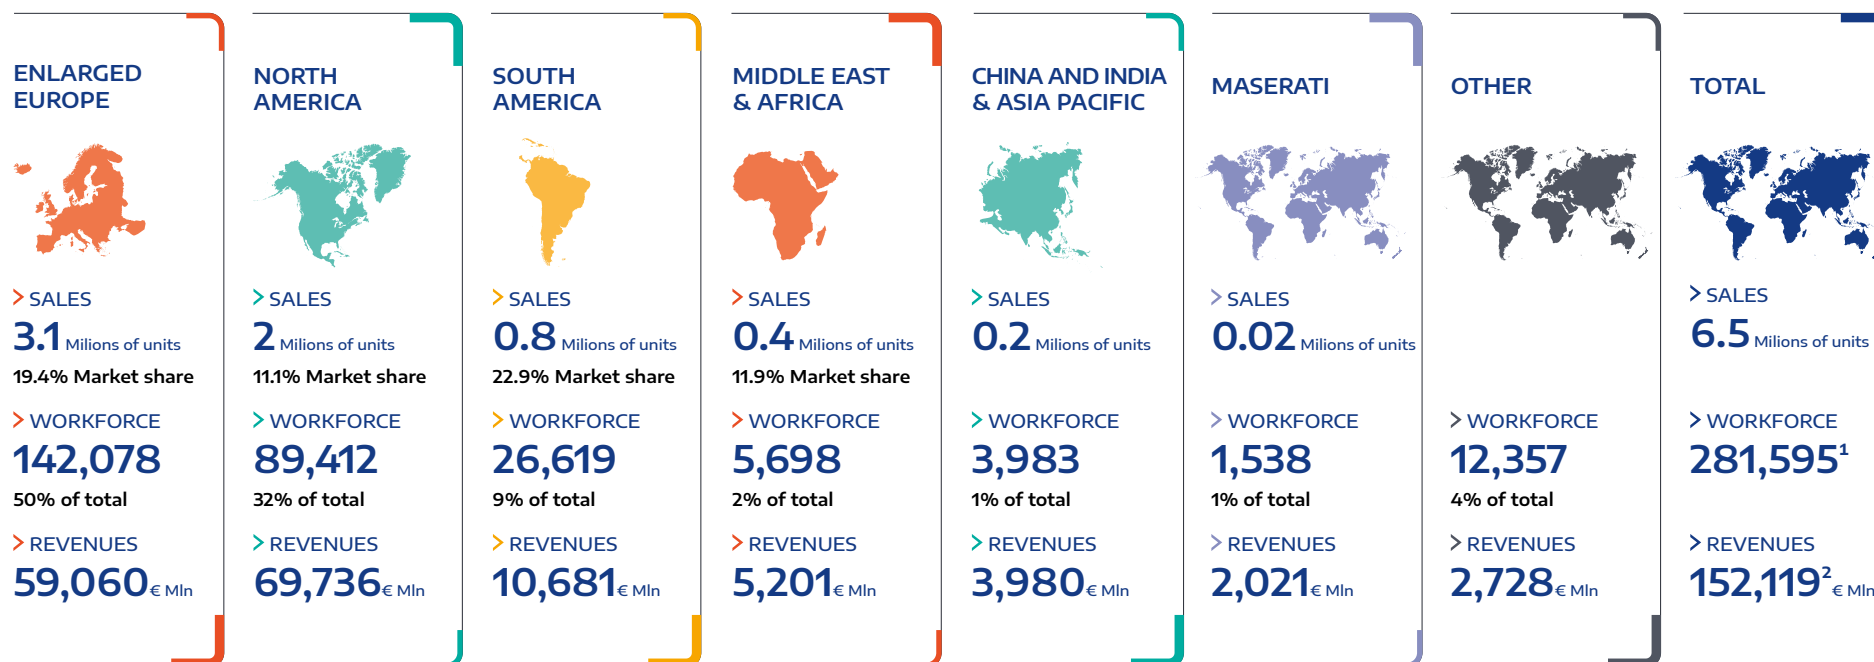 ENLARGED
EUROPE
> SALES
3.1 Milions of units
19.4% Market share
> WORKFORCE
142,078
50% of total
> REVENUES
59,060 € Mln
NORTH
AMERICA
> SALES
2 Milions of units
11.1% Market share
> WORKFORCE
89,412
32% of total
> REVENUES
69,736 € Mln
SOUTH
AMERICA
> SALES
0.8 Milions of units
22.9% Market share
> WORKFORCE
26,619
9% of total
> REVENUES
10,681 € Mln
MIDDLE EAST
& AFRICA
> SALES
0.4 Milions of units
11.9% Market share
> WORKFORCE
5,698
2% of total
> REVENUES
5,201 € Mln
CHINA AND INDIA
& ASIA PACIFIC
> SALES
0.2 Milions of units
> WORKFORCE
3,983
1% of total
> REVENUES
3,980 € Mln
MASERATI
> SALES
0.02 Milions of units
> WORKFORCE
1,538
1% of total
> REVENUES
2,021 € Mln
OTHER
> WORKFORCE
12,357
4% of total
> REVENUES
2,728 € Mln
TOTAL
> SALES
6.5 Milions of units
> WORKFORCE
281,595¹
> REVENUES
152,119² € Mln